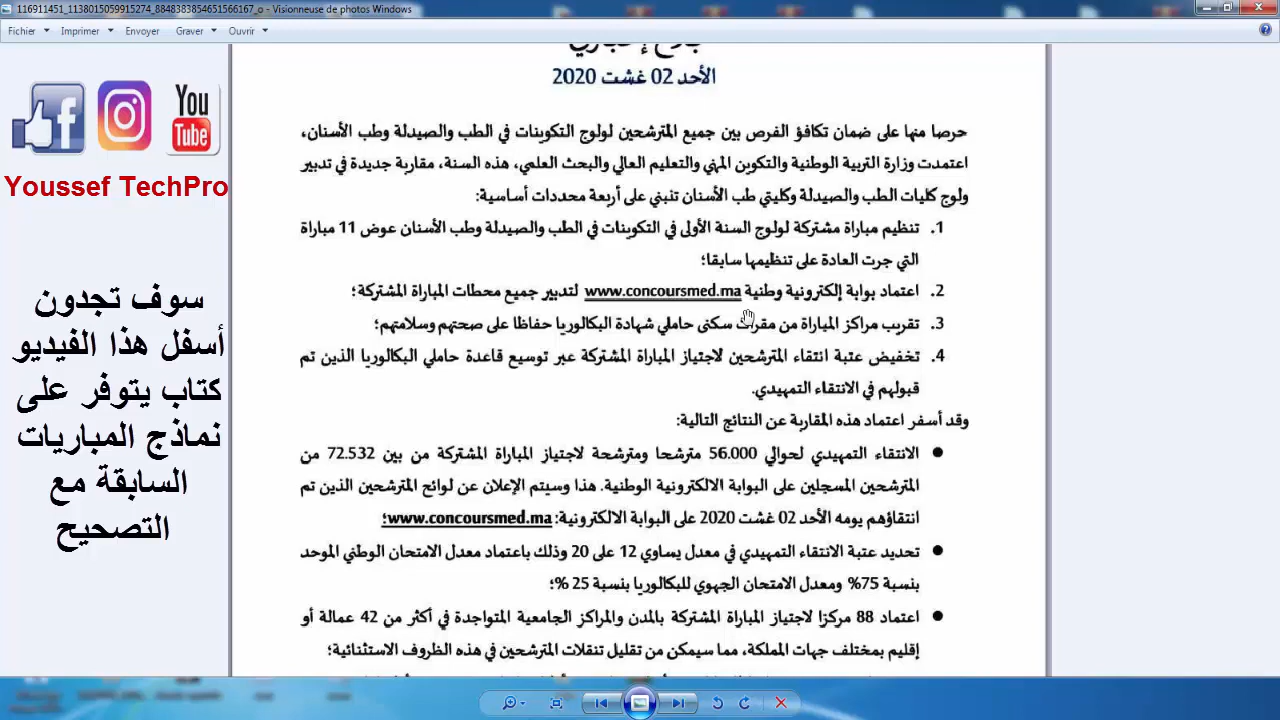 116911451_1138015059915274_8848383854651566167_o - Visionneuse de photos Windows
Fichier Imprimer Envoyer Graver Ouvrir
الأحد 02 غشت 2020
حرصا منها على ضمان تكافؤ الفرص بين جميع المترشحين لولوج التكوينات في الطب والصيدلة وطب الأسنان،
اعتمدت وزارة التربية الوطنية والتكوين المهني والتعليم العالي والبحث العلمي، هذه السنة، مقاربة جديدة في تدبير
ولوج كليات الطب والصيدلة وكليتي طب الأسنان تنبني على أربعة محددات أساسية:
1. تنظيم مباراة مشتركة لولوج السنة الأولى في التكوينات في الطب والصيدلة وطب الأسنان عوض 11 مباراة
التي جرت العادة على تنظيمها سابقا؛
2. اعتماد بوابة إلكترونية وطنية www.concoursmed.ma لتدبير جميع محطات المباراة المشتركة؛
3. تقريب مراكز المباراة من مقرات سكنى حاملي شهادة البكالوريا حفاظا على صحتهم وسلامتهم؛
4. تخفيض عتبة انتقاء المترشحين لاجتياز المباراة المشتركة عبر توسيع قاعدة حاملي البكالوريا الذين تم
قبولهم في الانتقاء التمهيدي.
وقد أسفر اعتماد هذه المقاربة عن النتائج التالية:
● الانتقاء التمهيدي لحوالي 56.000 مترشحا ومترشحة لاجتياز المباراة المشتركة من بين 72.532 من
المترشحين المسجلين على البوابة الالكترونية الوطنية. هذا وسيتم الإعلان عن لوائح المترشحين الذين تم
انتقاؤهم يومه الأحد 02 غشت 2020 على البوابة الالكترونية: www.concoursmed.ma؛
● تحديد عتبة الانتقاء التمهيدي في معدل يساوي 12 على 20 وذلك باعتماد معدل الامتحان الوطني الموحد
بنسبة 75% ومعدل الامتحان الجهوي للبكالوريا بنسبة 25 %؛
● اعتماد 88 مركزا لاجتياز المباراة المشتركة بالمدن والمراكز الجامعية المتواجدة في أكثر من 42 عمالة أو
إقليم بمختلف جهات المملكة، مما سيمكن من تقليل تنقلات المترشحين في هذه الظروف الاستثنائية؛
You
Tube
Youssef TechPro
سوف تجدون
أسفل هذا الفيديو
كتاب يتوفر على
نماذج المباريات
السابقة مع
التصحيح